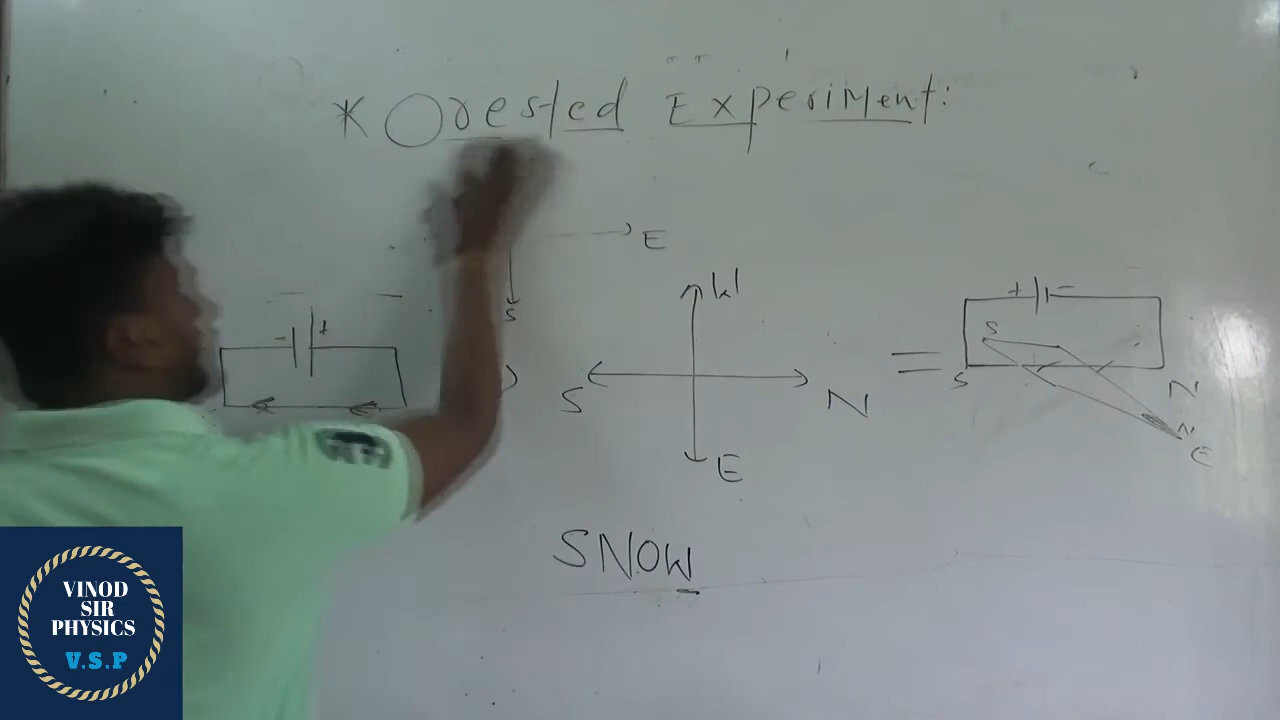 * Orested Experiment:
E
S
- +
W
S N
E
+ -
S
S N
N
E
SNOW
VINOD
SIR
PHYSICS
V.S.P